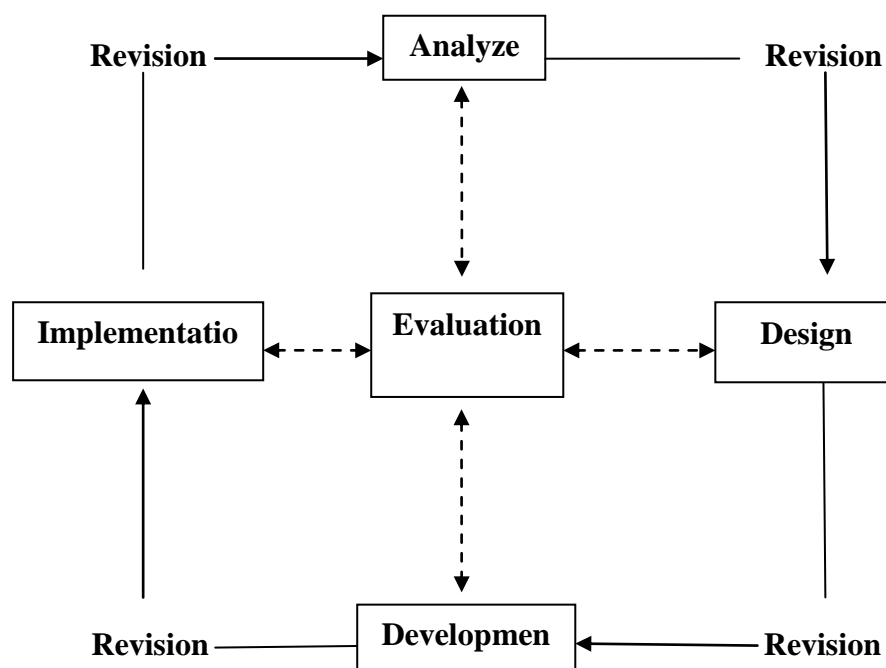 Revision
Analyze
Revision
Implementatio
Evaluation
Design
Revision
Developmen
Revision